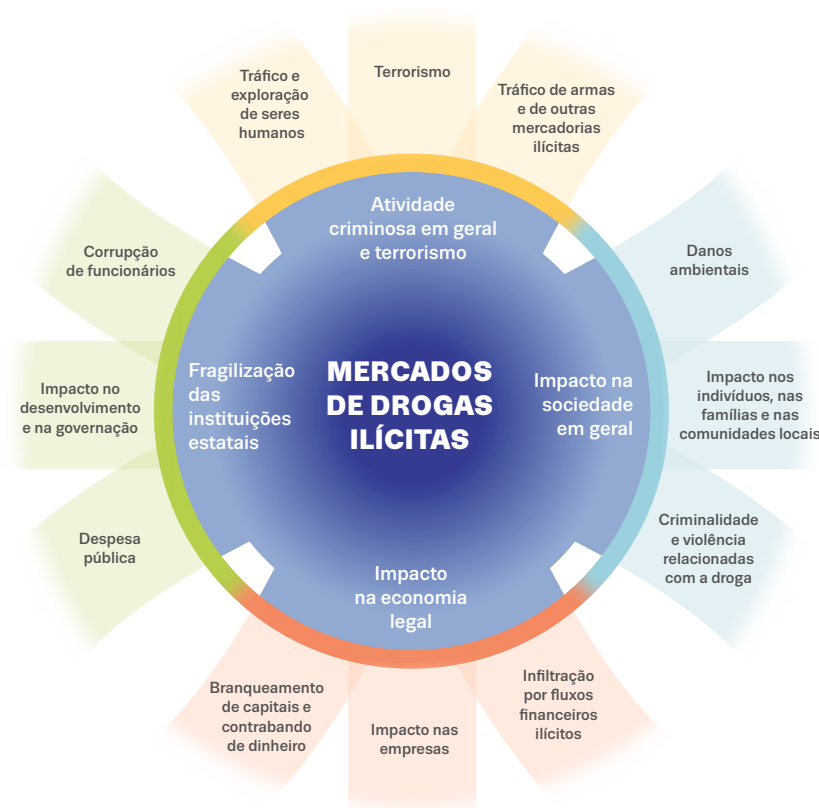 Terrorismo
Tráfico e
exploração
de seres
humanos
Tráfico de armas
e de outras
mercadorias
ilícitas
Atividade
criminosa em geral
e terrorismo
Corrupção
de funcionários
Danos
ambientais
Fragilização
das
instituições
estatais
MERCADOS
DE DROGAS
ILÍCITAS
Impacto na
sociedade
em geral
Impacto no
desenvolvimento
e na governação
Impacto nos
indivíduos, nas
famílias e nas
comunidades locais
Despesa
pública
Criminalidade
e violência
relacionadas
com a droga
Impacto
na economia
legal
Branqueamento
de capitais e
contrabando
de dinheiro
Impacto nas
empresas
Infiltração
por fluxos
financeiros
ilícitos